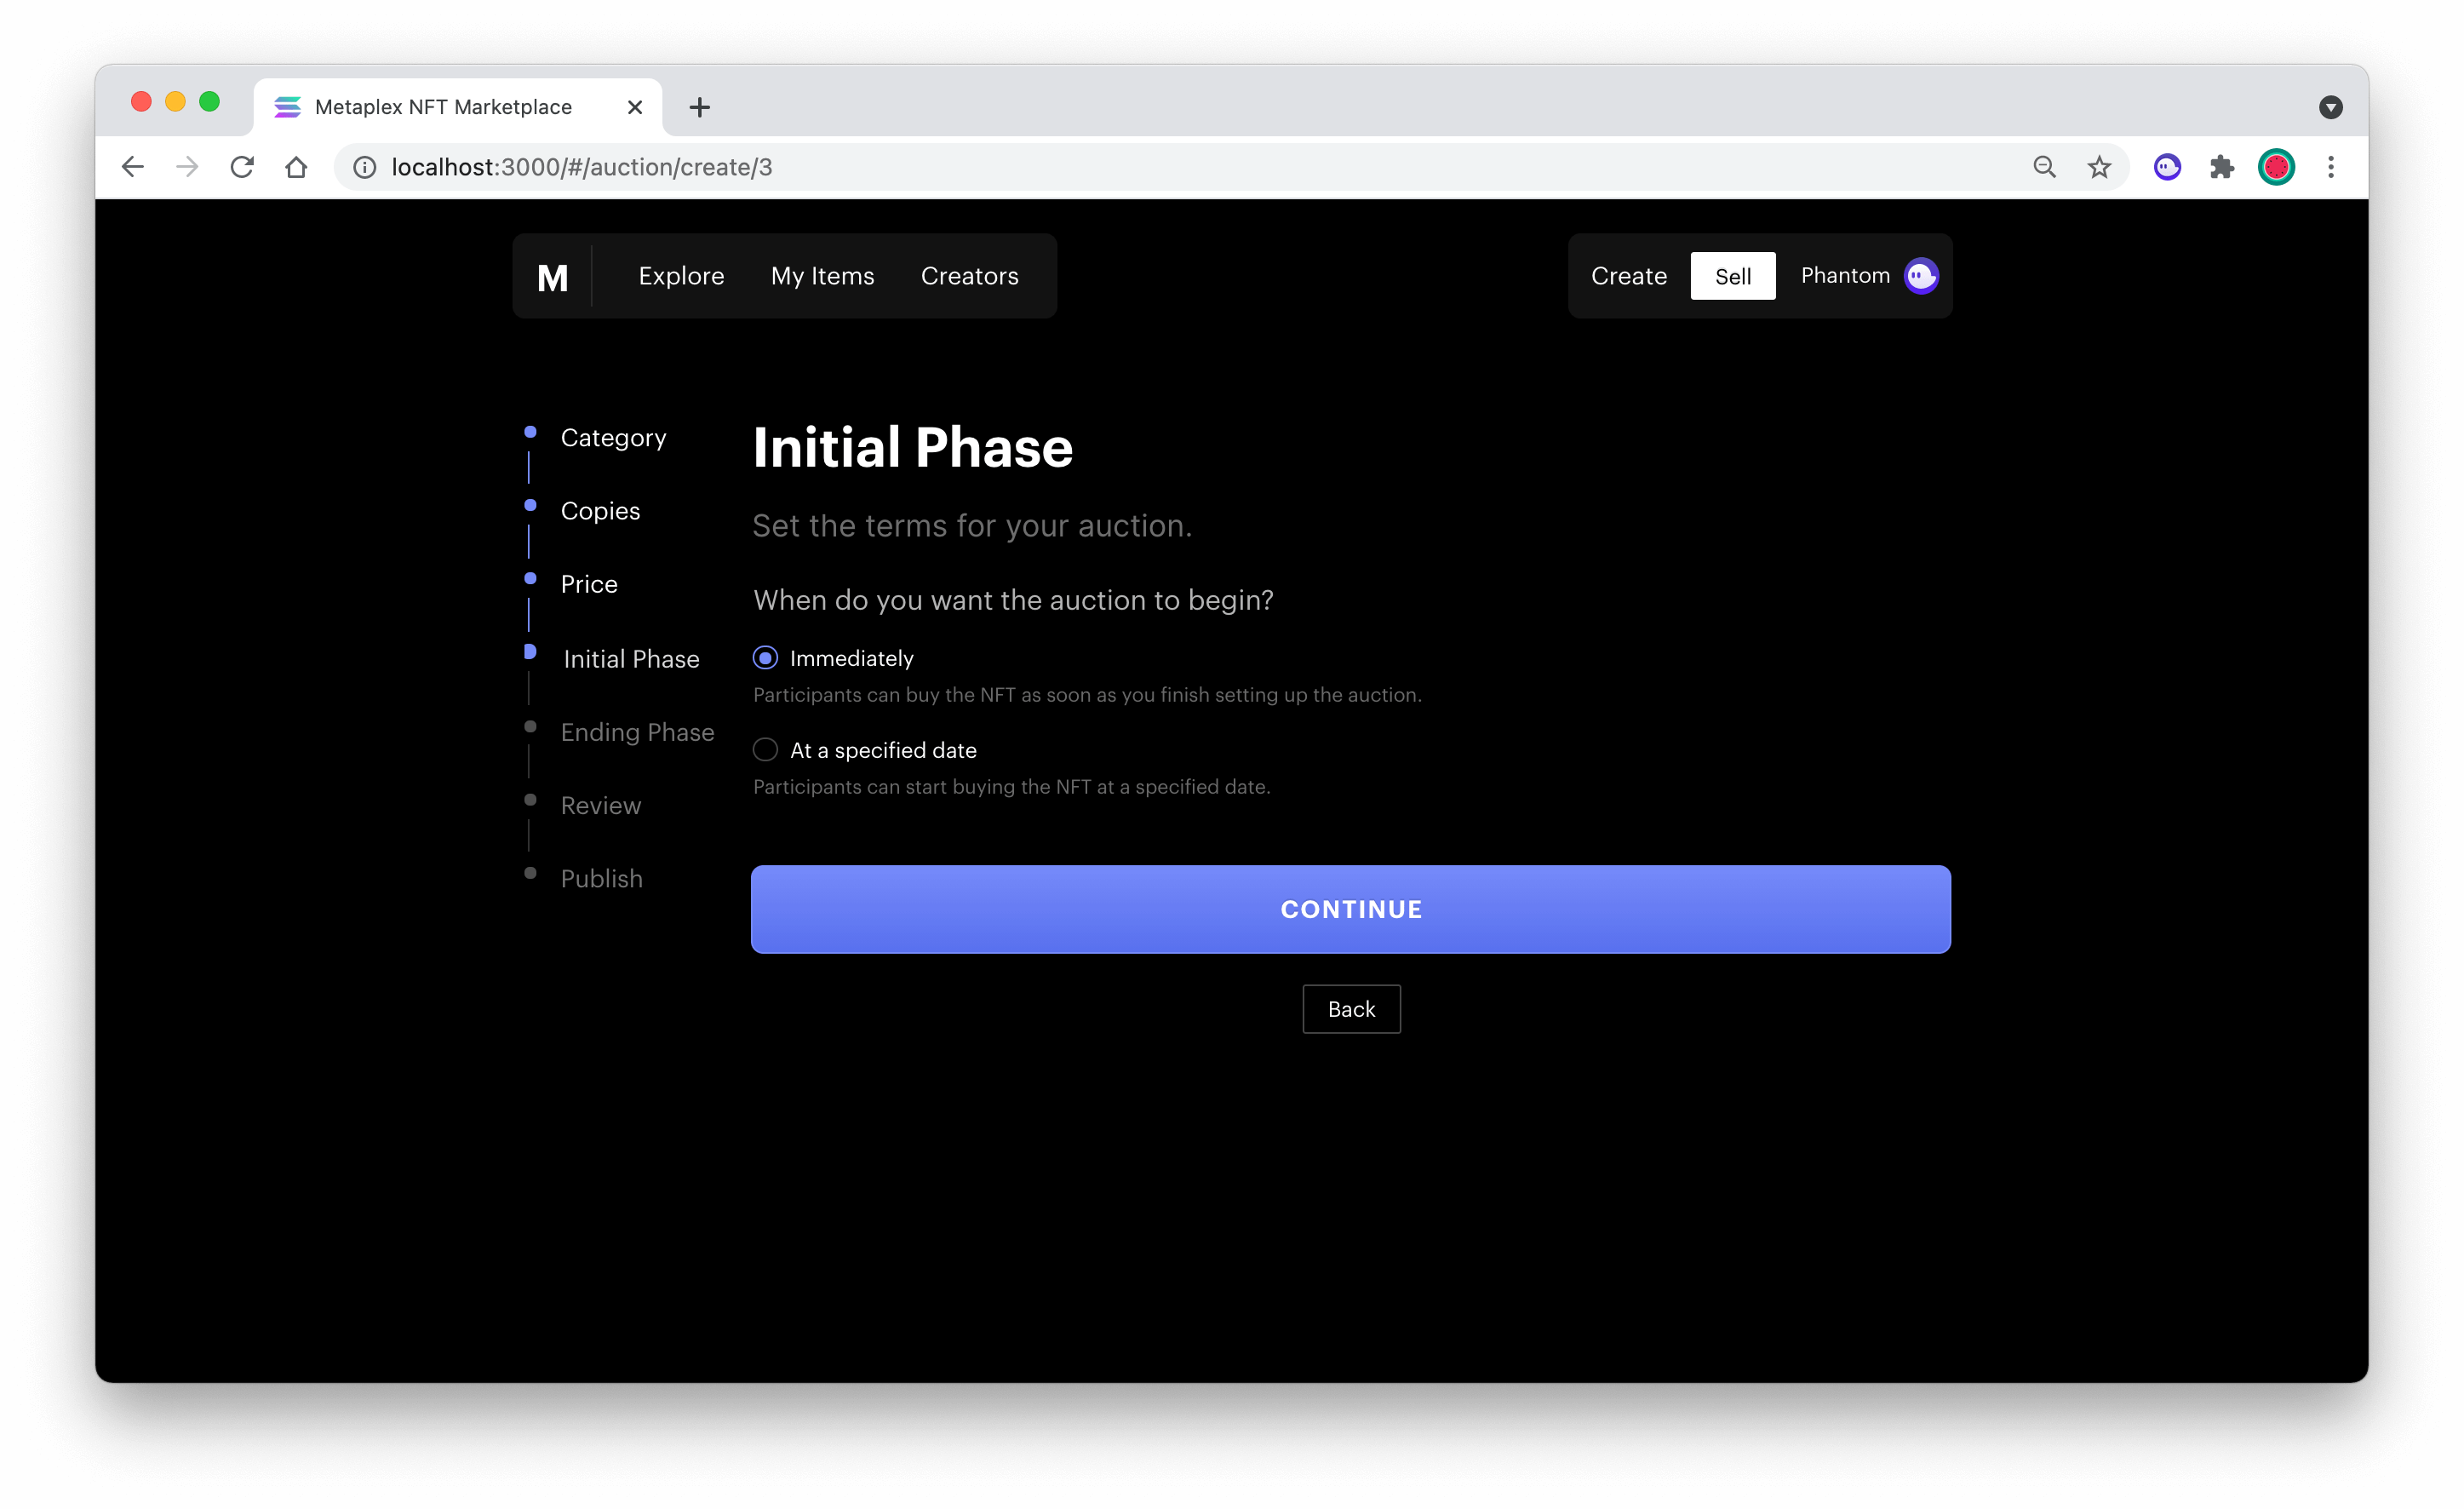 Metaplex NFT Marketplace
localhost:3000/#/auction/create/3
M
Explore
My Items
Creators
Create
Sell
Phantom
Category
Copies
Price
Initial Phase
Ending Phase
Review
Publish
Initial Phase
Set the terms for your auction.
When do you want the auction to begin?
Immediately
Participants can buy the NFT as soon as you finish setting up the auction.
At a specified date
Participants can start buying the NFT at a specified date.
CONTINUE
Back